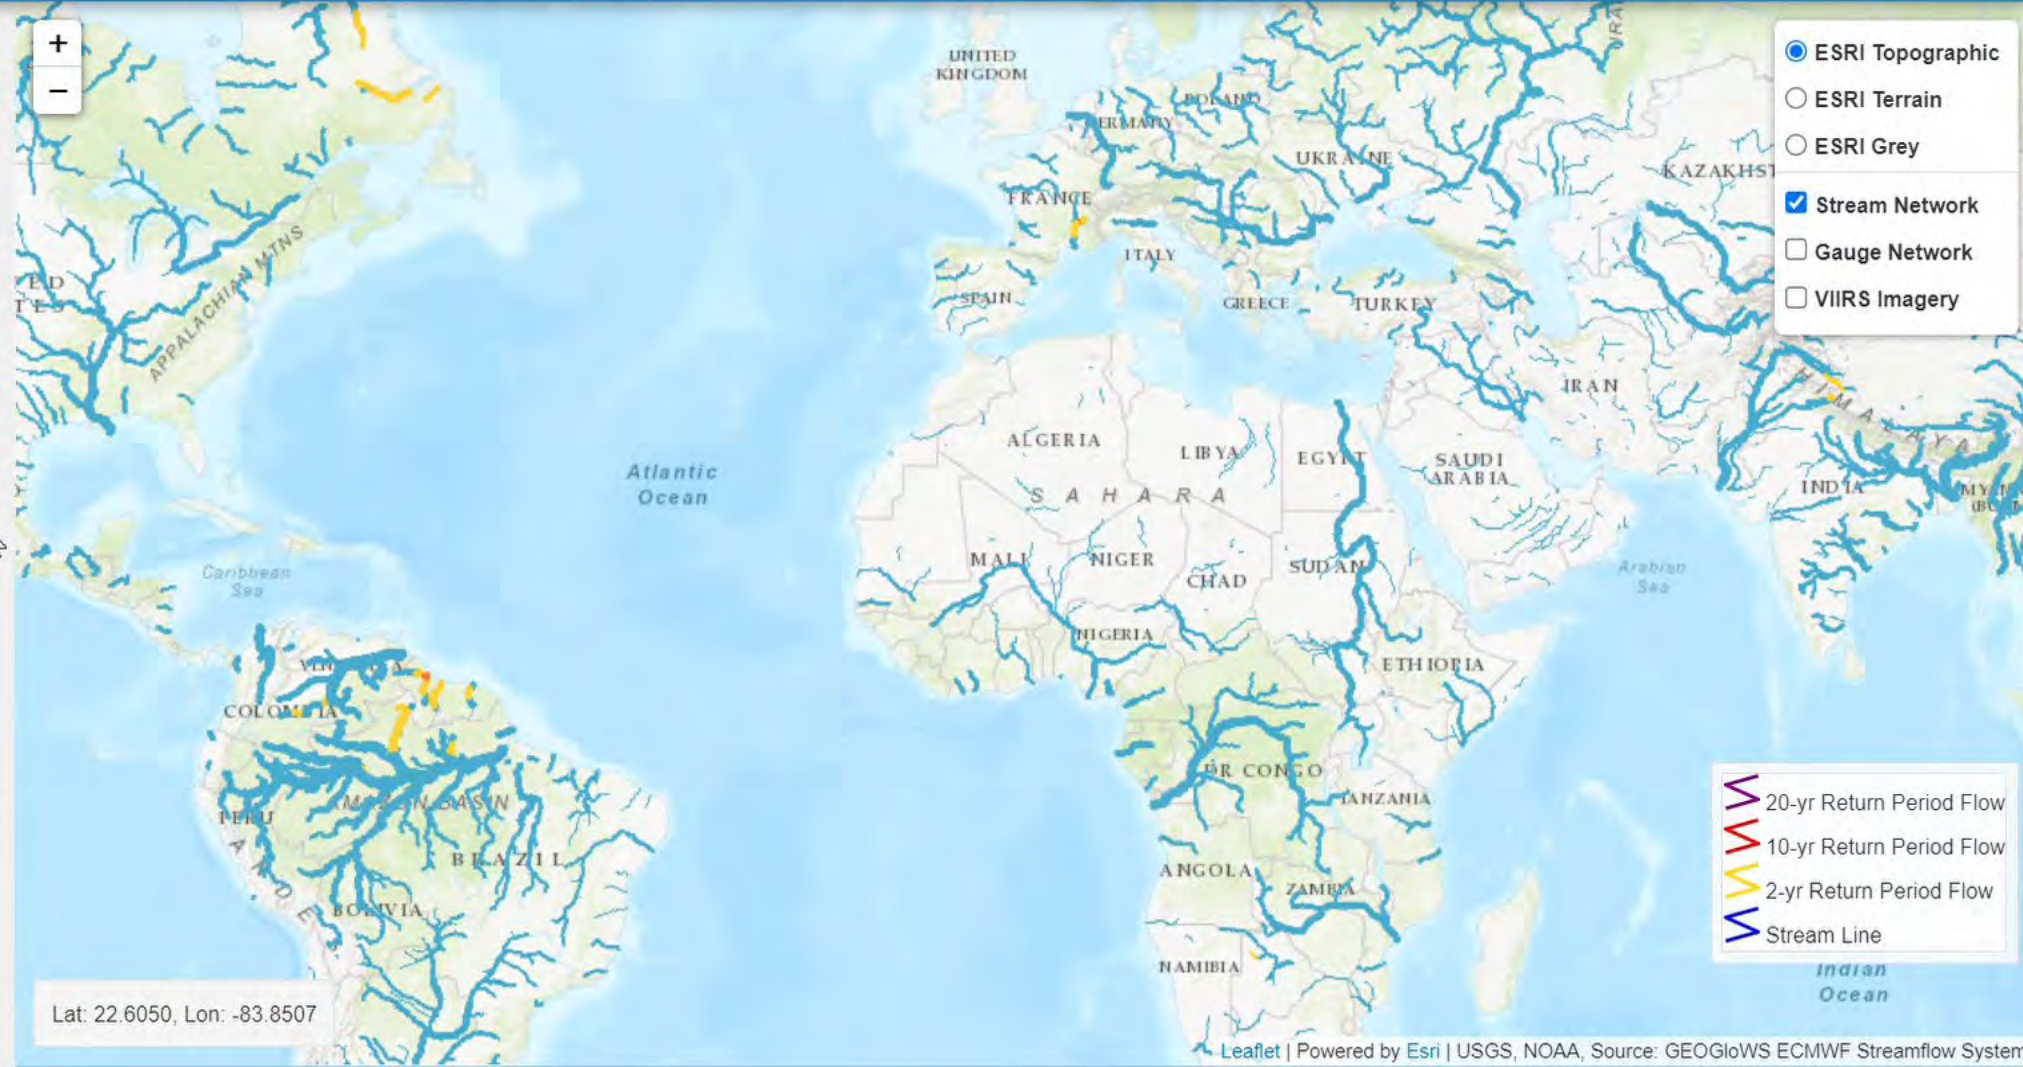 +
−
UNITED
KINGDOM
POLAND
GERMANY
UKRAINE
FRANCE
ITALY
SPAIN
GREECE
TURKEY
APPALACHIAN MTNS
ALGERIA
LIBYA
EGYPT
SAUDI
ARABIA
IRAN
HIMALAYA
INDIA
Atlantic
Ocean
SAHARA
MALI
NIGER
CHAD
SUDAN
Caribbean
Sea
Arabian
Sea
NIGERIA
ETHIOPIA
COLOMBIA
DR CONGO
TANZANIA
AMAZON BASIN
PERU
BRAZIL
ANDES
BOLIVIA
ANGOLA
ZAMBIA
NAMIBIA
Indian
Ocean
ESRI Topographic
ESRI Terrain
ESRI Grey
Stream Network
Gauge Network
VIIRS Imagery
KAZAKHST
20-yr Return Period Flow
10-yr Return Period Flow
2-yr Return Period Flow
Stream Line
Lat: 22.6050, Lon: -83.8507
Leaflet | Powered by Esri | USGS, NOAA, Source: GEOGloWS ECMWF Streamflow System